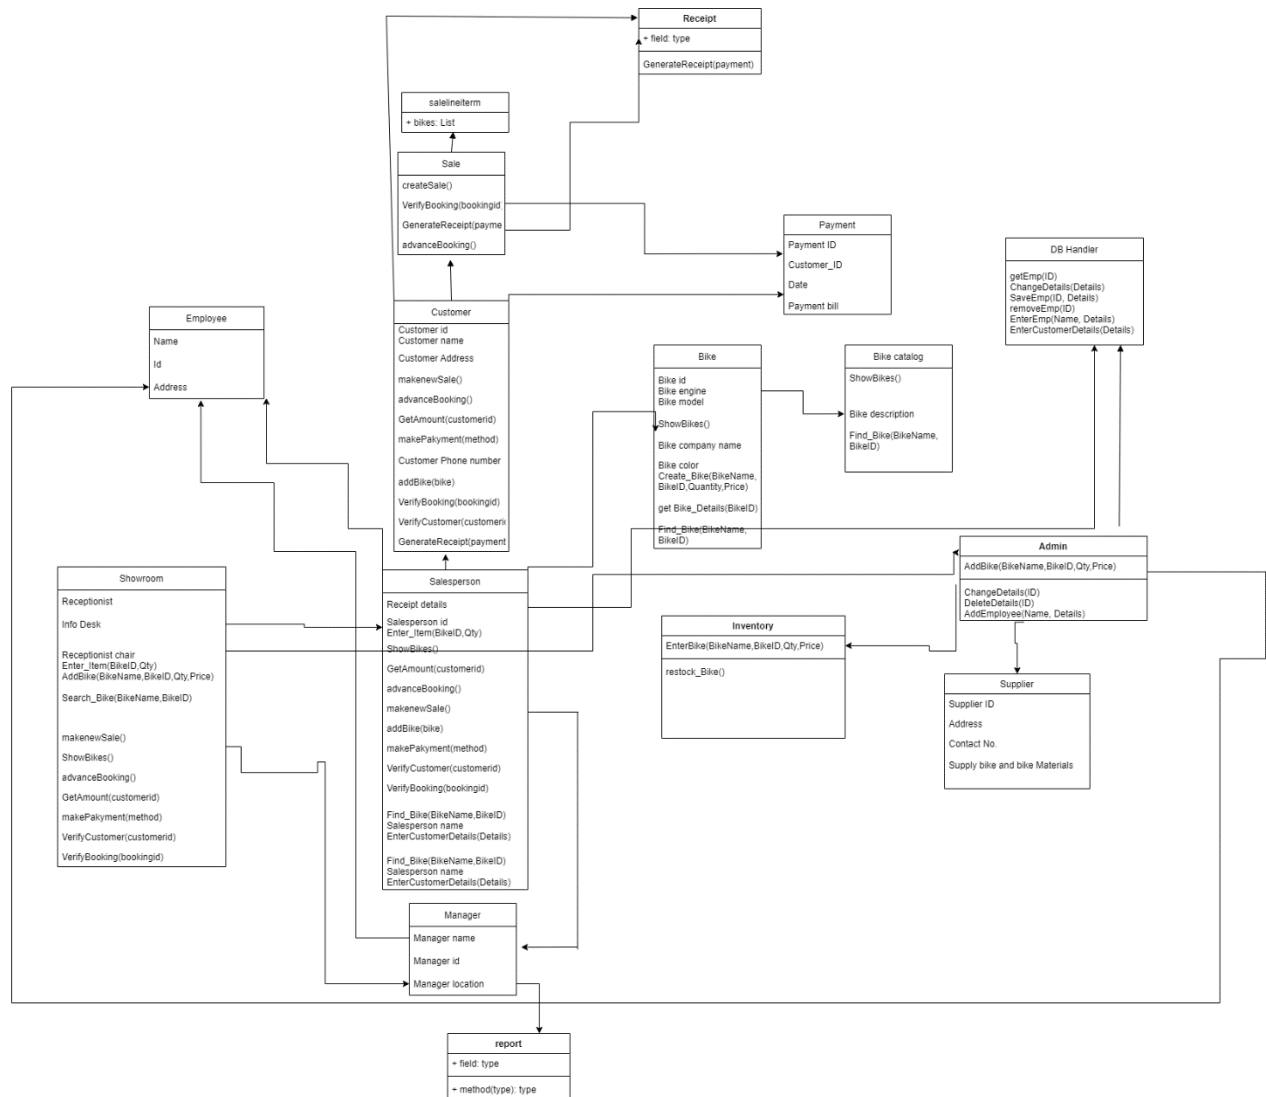 Receipt
+ field: type
GenerateReceipt(payment)
salelineiterm
+ bikes: List
Sale
createSale()
VerifyBooking(bookingid
GenerateReceipt(payme
advanceBooking()
Payment
Payment ID
Customer_ID
Date
Payment bill
DB Handler
getEmp(ID)
ChangeDetails(Details)
SaveEmp(ID, Details)
removeEmp(ID)
EnterEmp(Name, Details)
EnterCustomerDetails(Details)
Employee
Name
Id
Address
Customer
Customer id
Customer name
Customer Address
makenewSale()
advanceBooking()
GetAmount(customerid)
makePakyment(method)
Customer Phone number
addBike(bike)
VerifyBooking(bookingid)
VerifyCustomer(customeri
GenerateReceipt(payment
Bike
Bike id
Bike engine
Bike model
ShowBikes()
Bike company name
Bike color
Create_Bike(BikeName,
BikeID,Quantity,Price)
get Bike_Details(BikeID)
Find_Bike(BikeName,
BikeID)
Bike catalog
ShowBikes()
Bike description
Find_Bike(BikeName,
BikeID)
Admin
AddBike(BikeName,BikeID,Qty,Price)
ChangeDetails(ID)
DeleteDetails(ID)
AddEmployee(Name, Details)
Showroom
Receptionist
Info Desk
Receptionist chair
Enter_Item(BikeID,Qty)
AddBike(BikeName,BikeID,Qty,Price)
Search_Bike(BikeName,BikeID)
makenewSale()
ShowBikes()
advanceBooking()
GetAmount(customerid)
makePakyment(method)
VerifyCustomer(customerid)
VerifyBooking(bookingid)
Salesperson
Receipt details
Salesperson id
Enter_Item(BikeID,Qty)
ShowBikes()
GetAmount(customerid)
advanceBooking()
makenewSale()
addBike(bike)
makePakyment(method)
VerifyCustomer(customerid)
VerifyBooking(bookingid)
Find_Bike(BikeName,BikeID)
Salesperson name
EnterCustomerDetails(Details)
Find_Bike(BikeName,BikeID)
Salesperson name
EnterCustomerDetails(Details)
Inventory
EnterBike(BikeName,BikeID,Qty,Price)
restock_Bike()
Supplier
Supplier ID
Address
Contact No.
Supply bike and bike Materials
Manager
Manager name
Manager id
Manager location
report
+ field: type
+ method(type): type